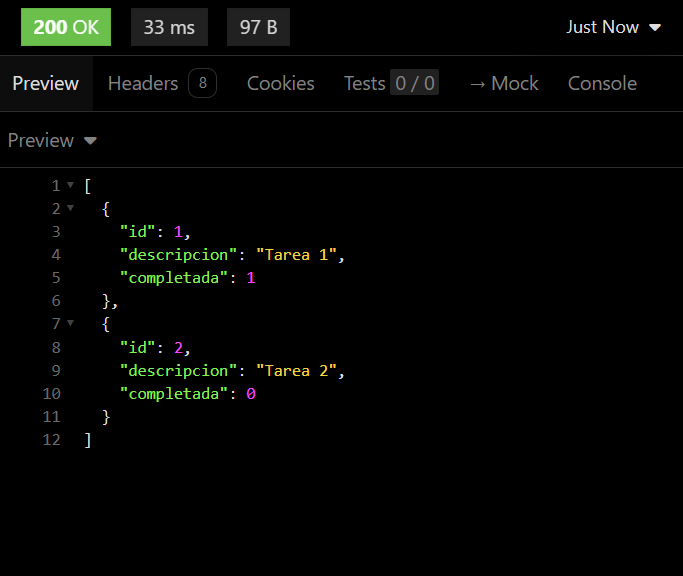 200 OK 33 ms 97 B Just Now
Preview Headers 8 Cookies Tests 0 / 0 → Mock Console
Preview
1 [
2 {
3 "id": 1,
4 "descripcion": "Tarea 1",
5 "completada": 1
6 },
7 {
8 "id": 2,
9 "descripcion": "Tarea 2",
10 "completada": 0
11 }
12 ]